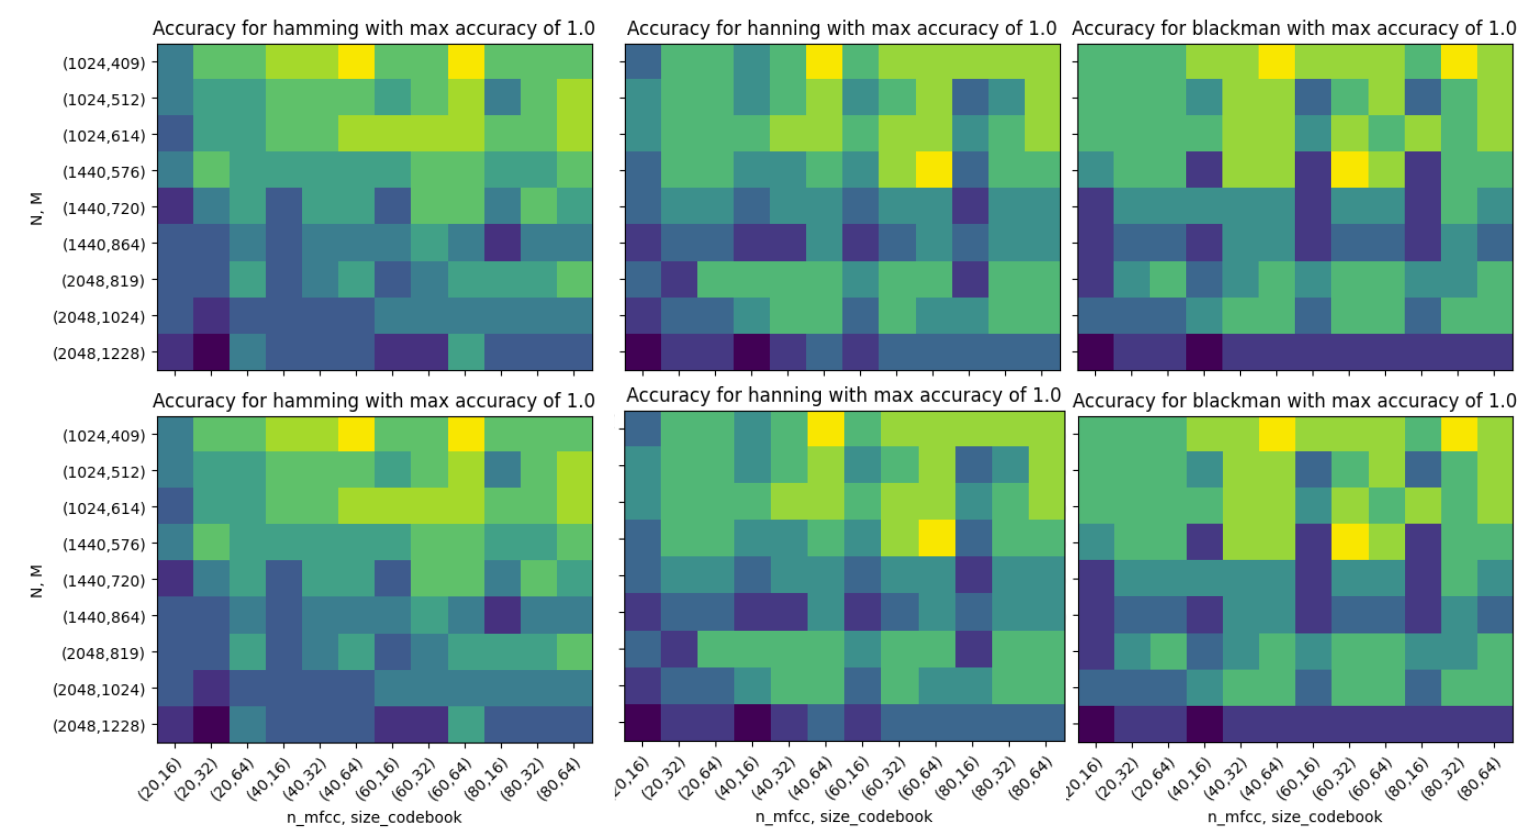 Accuracy for hamming with max accuracy of 1.0
Accuracy for hanning with max accuracy of 1.0
Accuracy for blackman with max accuracy of 1.0
N, M
(1024,409)
(1024,512)
(1024,614)
(1440,576)
(1440,720)
(1440,864)
(2048,819)
(2048,1024)
(2048,1228)
Accuracy for hamming with max accuracy of 1.0
Accuracy for hanning with max accuracy of 1.0
Accuracy for blackman with max accuracy of 1.0
N, M
(1024,409)
(1024,512)
(1024,614)
(1440,576)
(1440,720)
(1440,864)
(2048,819)
(2048,1024)
(2048,1228)
(20,16) (20,32) (20,64) (40,16) (40,32) (40,64) (60,16) (60,32) (60,64) (80,16) (80,32) (80,64)
20,16) (20,32) (20,64) (40,16) (40,32) (40,64) (60,16) (60,32) (60,64) (80,16) (80,32) (80,64)
20,16) (20,32) (20,64) (40,16) (40,32) (40,64) (60,16) (60,32) (60,64) (80,16) (80,32) (80,64)
n_mfcc, size_codebook
n_mfcc, size_codebook
n_mfcc, size_codebook